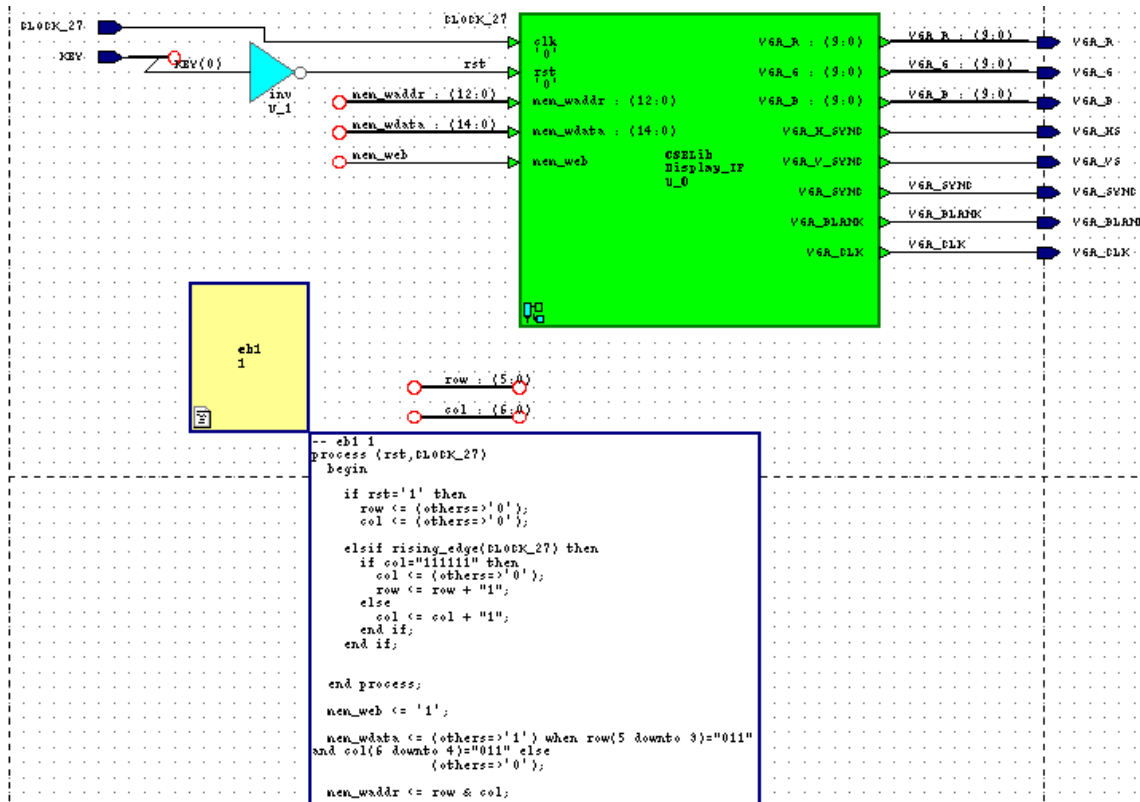 CLOCK_27
KEY
KEY(0)
inv
U_1
CLOCK_27
rst
mem_waddr : (12:0)
mem_wdata : (14:0)
mem_web
clk
'0'
rst
'0'
mem_waddr : (12:0)
mem_wdata : (14:0)
mem_web
CSELib
Display_IF
U_0
VGA_R : (9:0)
VGA_G : (9:0)
VGA_B : (9:0)
VGA_H_SYNC
VGA_V_SYNC
VGA_SYNC
VGA_BLANK
VGA_CLK
VGA_R : (9:0)
VGA_G : (9:0)
VGA_B : (9:0)
VGA_SYNC
VGA_BLANK
VGA_CLK
VGA_R
VGA_G
VGA_B
VGA_HS
VGA_VS
VGA_SYNC
VGA_BLANK
VGA_CLK
eb1
1
row : (5:0)
col : (6:0)
-- eb1 1
process (rst,CLOCK_27)
begin
if rst='1' then
row <= (others=>'0');
col <= (others=>'0');
elsif rising_edge(CLOCK_27) then
if col="111111" then
col <= (others=>'0');
row <= row + "1";
else
col <= col + "1";
end if;
end if;
end process;
mem_web <= '1';
mem_wdata <= (others=>'1') when row(5 downto 3)="011"
and col(6 downto 4)="011" else
(others=>'0');
mem_waddr <= row & col;